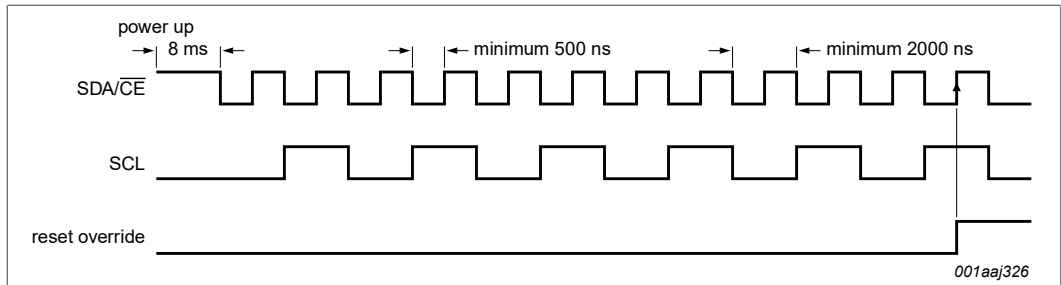 power up
8 ms
minimum 500 ns
minimum 2000 ns
SDA/CE
SCL
reset override
001aaj326